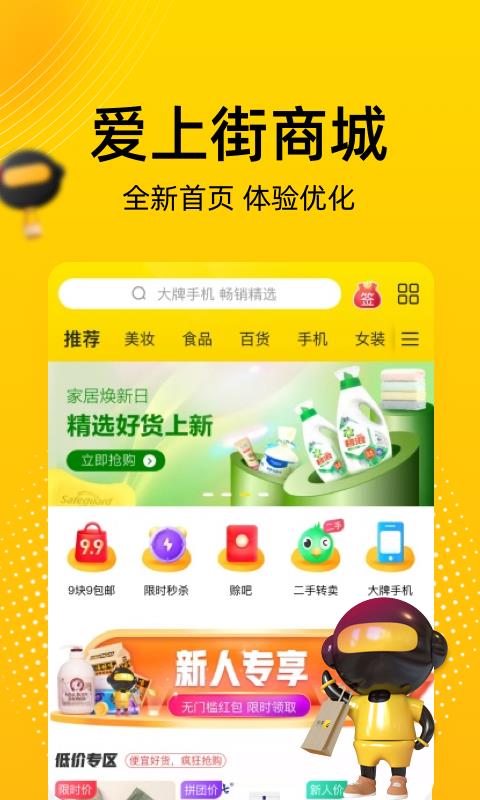 爱上街商城
全新首页 体验优化
大牌手机 畅销精选
签
推荐 美妆 食品 百货 手机 女装
家居焕新日
精选好货上新
立即抢购
Safeguard
碧浪 碧浪
9.9
二手
9块9包邮 限时秒杀 赊吧 二手转卖 大牌手机
新人专享
无门槛红包 限时领取
低价专区 便宜好货，疯狂抢购
限时价 拼团价 新人价